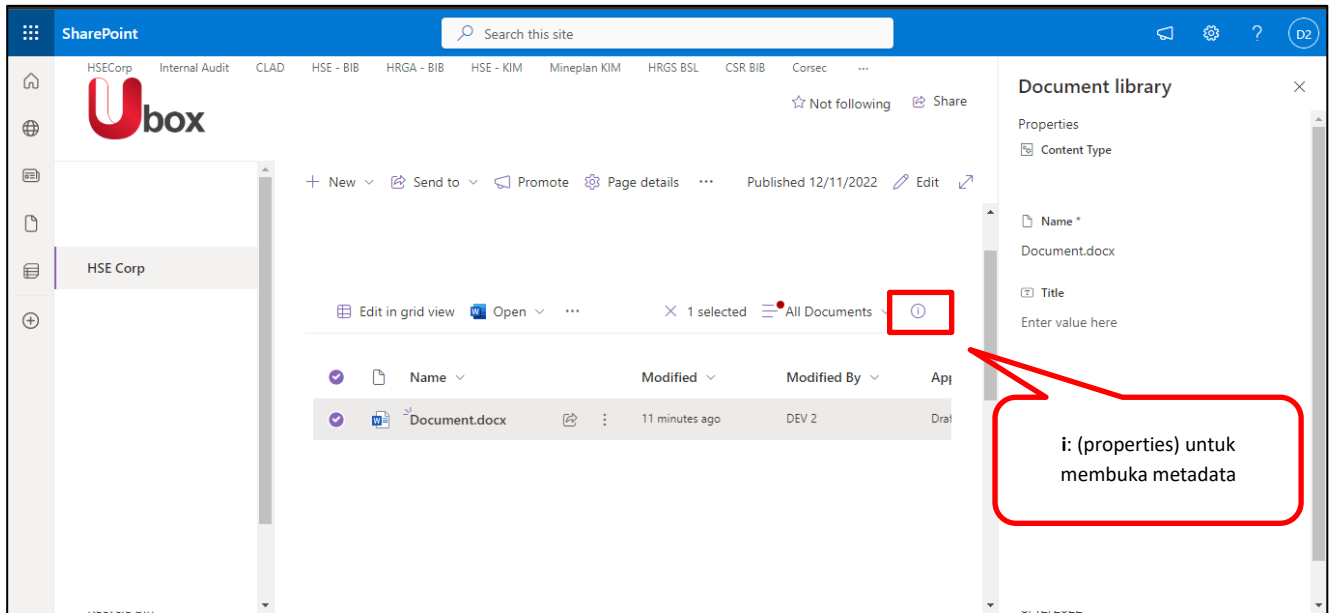 SharePoint
Search this site
D2
HSECorp Internal Audit CLAD HSE - BIB HRGA - BIB HSE - KIM Mineplan KIM HRGS BSL CSR BIB Corsec ...
Ubox
Not following Share
New Send to Promote Page details ... Published 12/11/2022 Edit
HSE Corp
Edit in grid view Open ... 1 selected All Documents
Name Modified Modified By
Document.docx 11 minutes ago DEV 2
Document library
Properties
Content Type
Name *
Document.docx
Title
Enter value here
i: (properties) untuk
membuka metadata